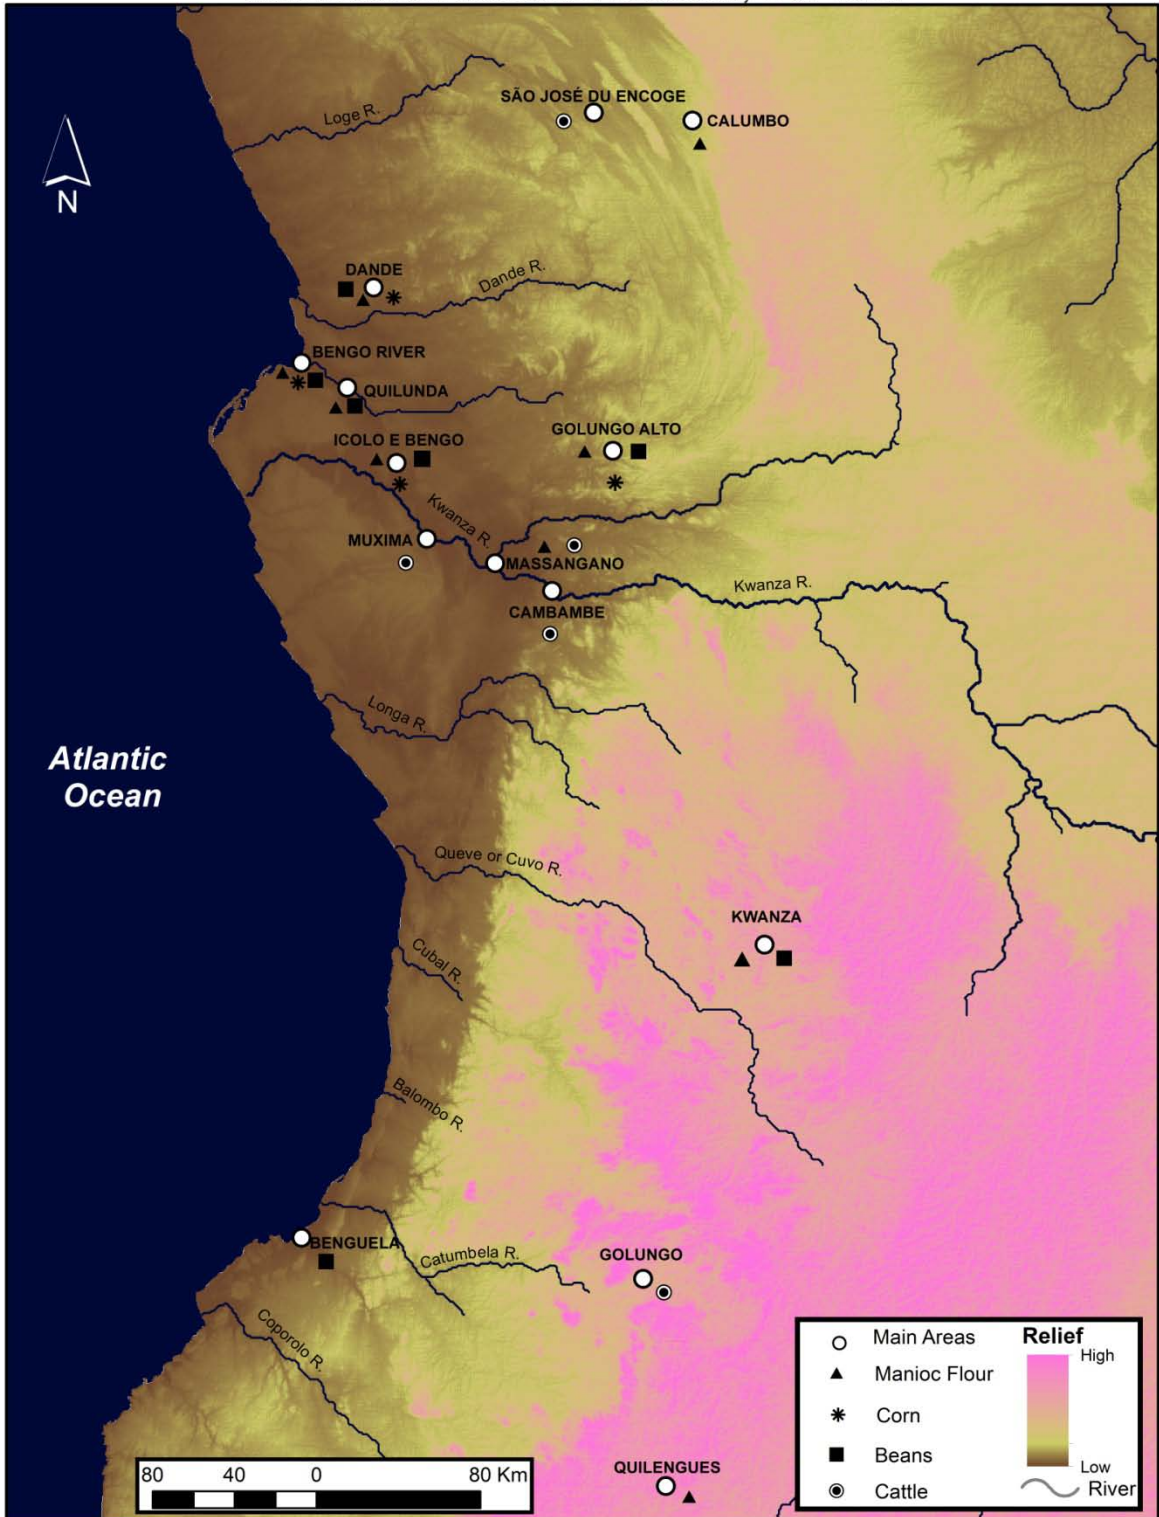 SÃO JOSÉ DU ENCOGE
Loge R.
CALUMBO
N
DANDE
Dande R.
BENGO RIVER
QUILUNDA
ICOLO E BENGO
GOLUNGO ALTO
Kwanza R.
MUXIMA
MASSANGANO
Kwanza R.
CAMBAMBE
Longa R.
Atlantic
Ocean
Queve or Cuvo R.
KWANZA
Cubal R.
Balombo R.
BENGUELA
Catumbela R.
GOLUNGO
Coporolo R.
Main Areas
Manioc Flour
Corn
Beans
Cattle
Relief
High
Low
River
QUILENGUES
80 40 0 80 Km